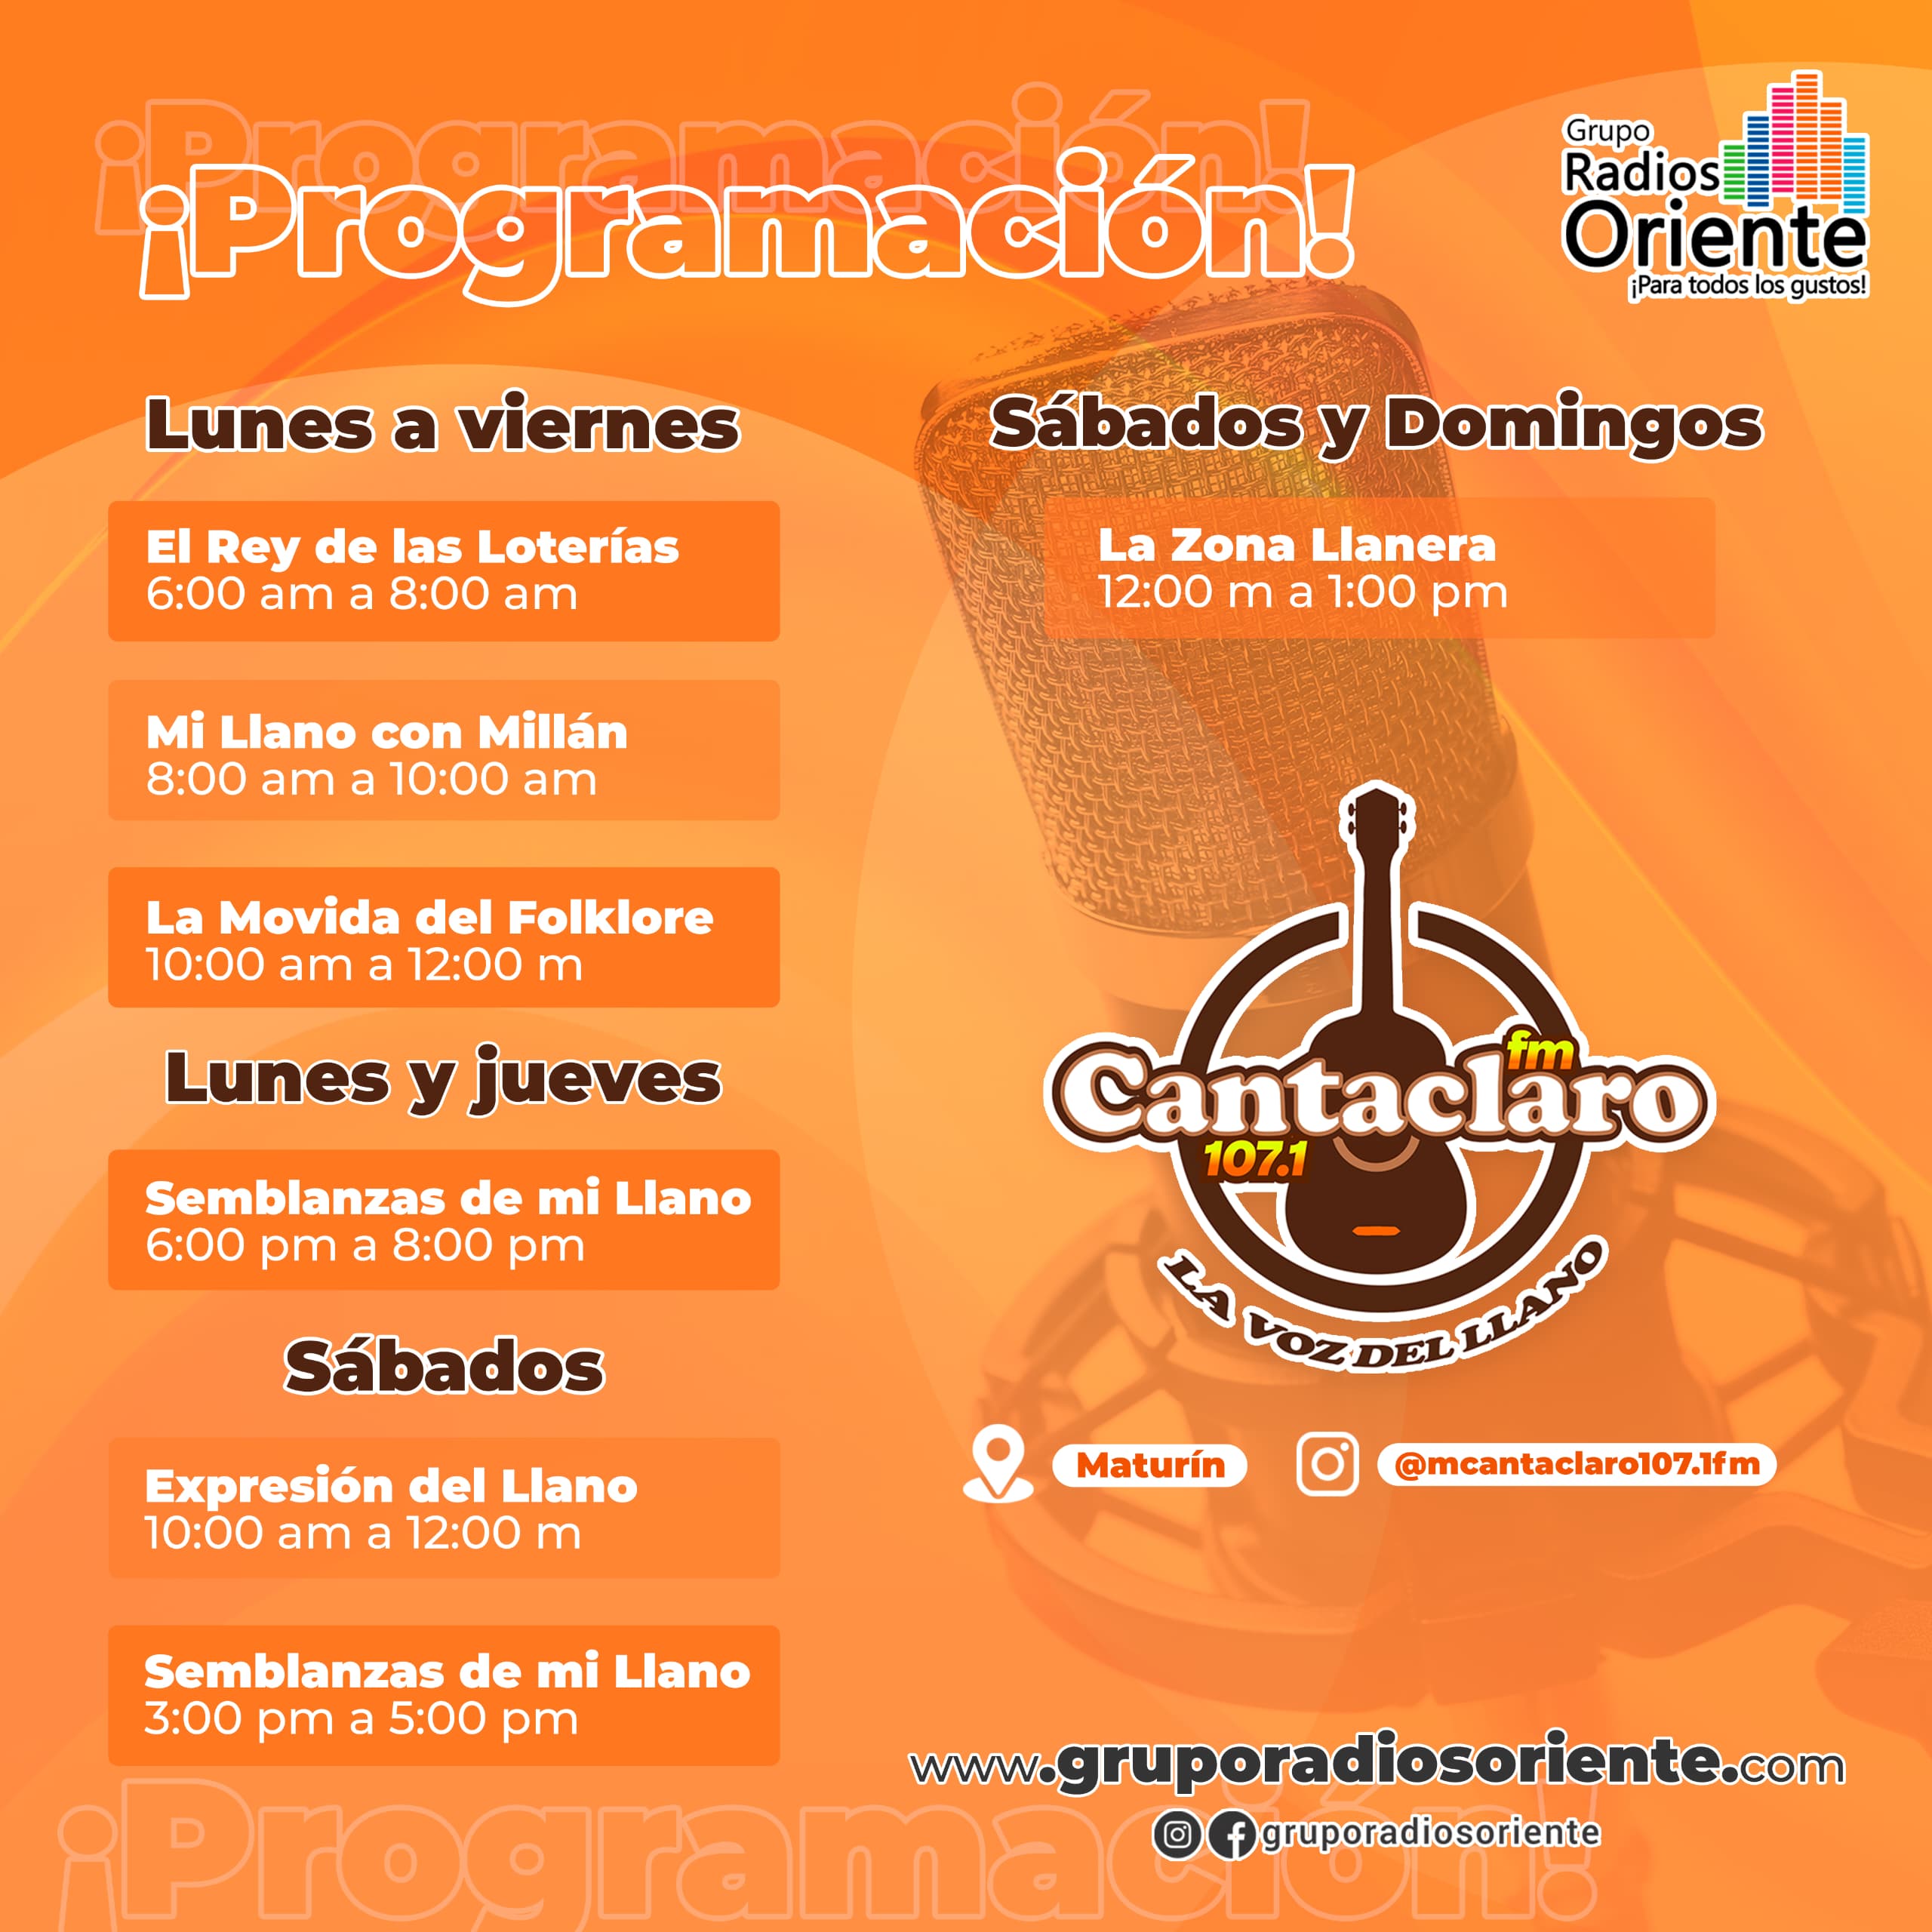 ¡Programación!
¡Programación!
Grupo
Radios
Oriente
¡Para todos los gustos!
Lunes a viernes
El Rey de las Loterías
6:00 am a 8:00 am
Mi Llano con Millán
8:00 am a 10:00 am
La Movida del Folklore
10:00 am a 12:00 m
Lunes y jueves
Semblanzas de mi Llano
6:00 pm a 8:00 pm
Sábados
Expresión del Llano
10:00 am a 12:00 m
Semblanzas de mi Llano
3:00 pm a 5:00 pm
Sábados y Domingos
La Zona Llanera
12:00 m a 1:00 pm
fm
Cantaclaro
107.1
LA VOZ DEL LLANO
Maturín
@mcantaclaro107.1fm
www.gruporadiosoriente.com
gruporadiosoriente
¡Programación!